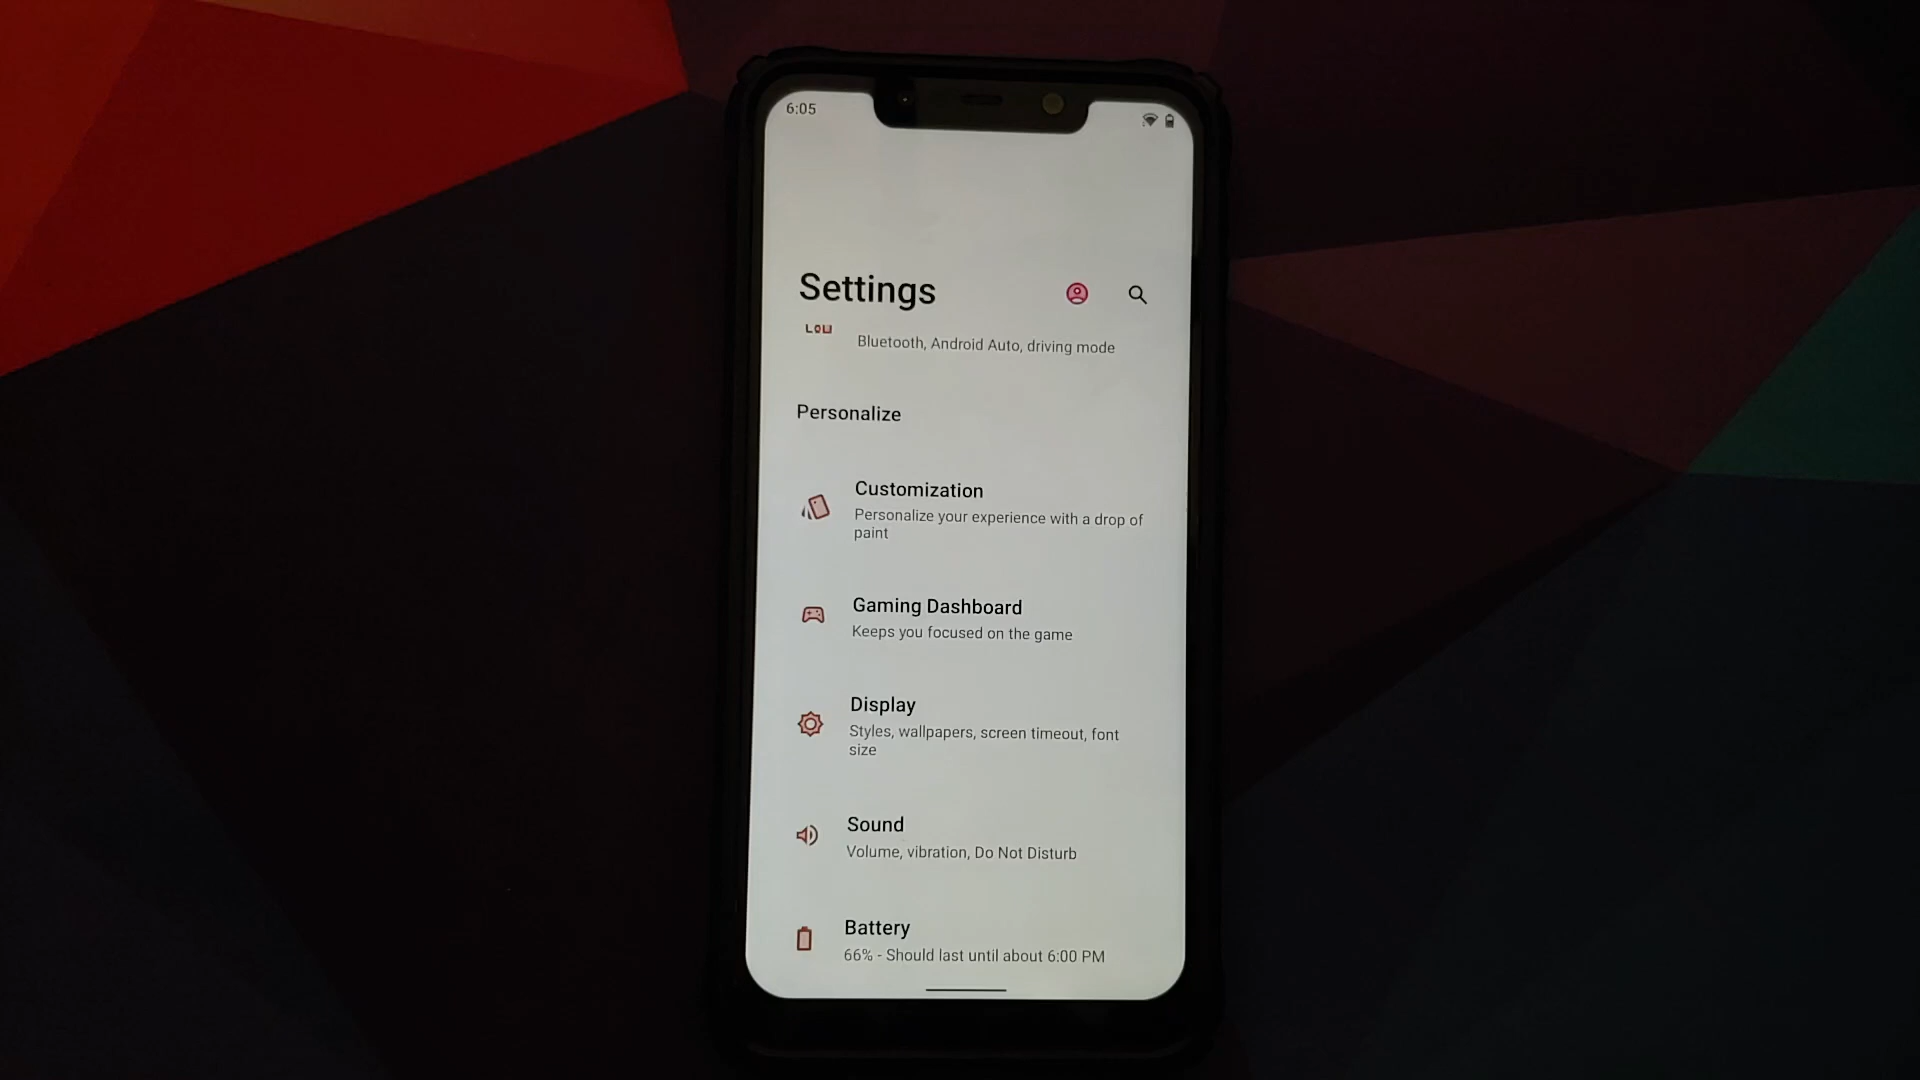 6:05
Settings
Bluetooth, Android Auto, driving mode
Personalize
Customization
Personalize your experience with a drop of
paint
Gaming Dashboard
Keeps you focused on the game
Display
Styles, wallpapers, screen timeout, font
size
Sound
Volume, vibration, Do Not Disturb
Battery
66% - Should last until about 6:00 PM